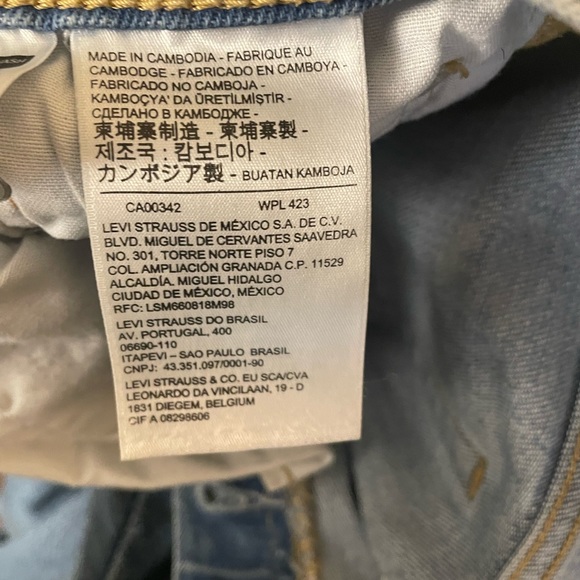 MADE IN CAMBODIA - FABRIQUE AU
CAMBODGE - FABRICADO EN CAMBOYA -
FABRICADO NO CAMBOJA -
KAMBOÇYA' DA ÜRETİLMİŞTİR -
СДЕЛАНО В КАМБОДЖЕ -
柬埔寨制造 - 柬埔寨製 -
제조국 : 캄보디아 -
カンボジア製 - BUATAN KAMBOJA
CA00342 WPL 423
LEVI STRAUSS DE MÉXICO S.A. DE C.V.
BLVD. MIGUEL DE CERVANTES SAAVEDRA
NO. 301, TORRE NORTE PISO 7
COL. AMPLIACIÓN GRANADA C.P. 11529
ALCALDÍA. MIGUEL HIDALGO
CIUDAD DE MÉXICO, MÉXICO
RFC: LSM660818M98
LEVI STRAUSS DO BRASIL
AV. PORTUGAL, 400
06690-110
ITAPEVI – SAO PAULO BRASIL
CNPJ: 43.351.097/0001-90
LEVI STRAUSS & CO. EU SCA/CVA
LEONARDO DA VINCILAAN, 19 - D
1831 DIEGEM, BELGIUM
CIF A 08298606